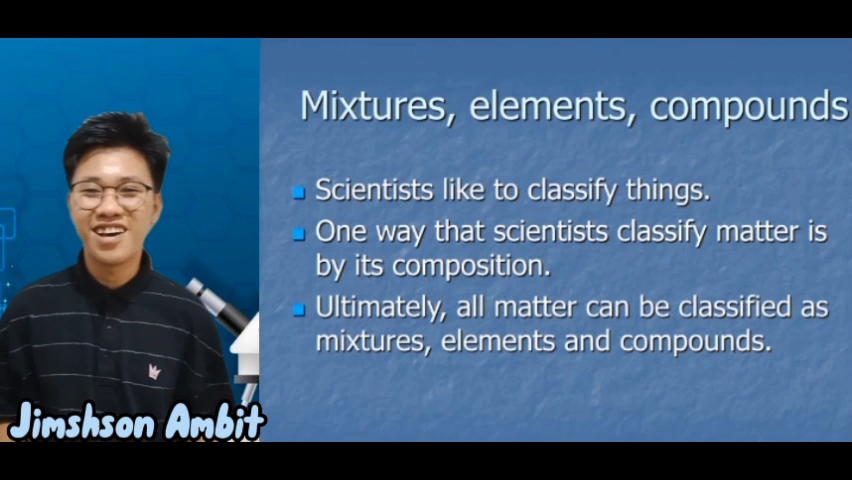 Mixtures, elements, compounds
Scientists like to classify things.
One way that scientists classify matter is
by its composition.
Ultimately, all matter can be classified as
mixtures, elements and compounds.
Jimshson Ambit